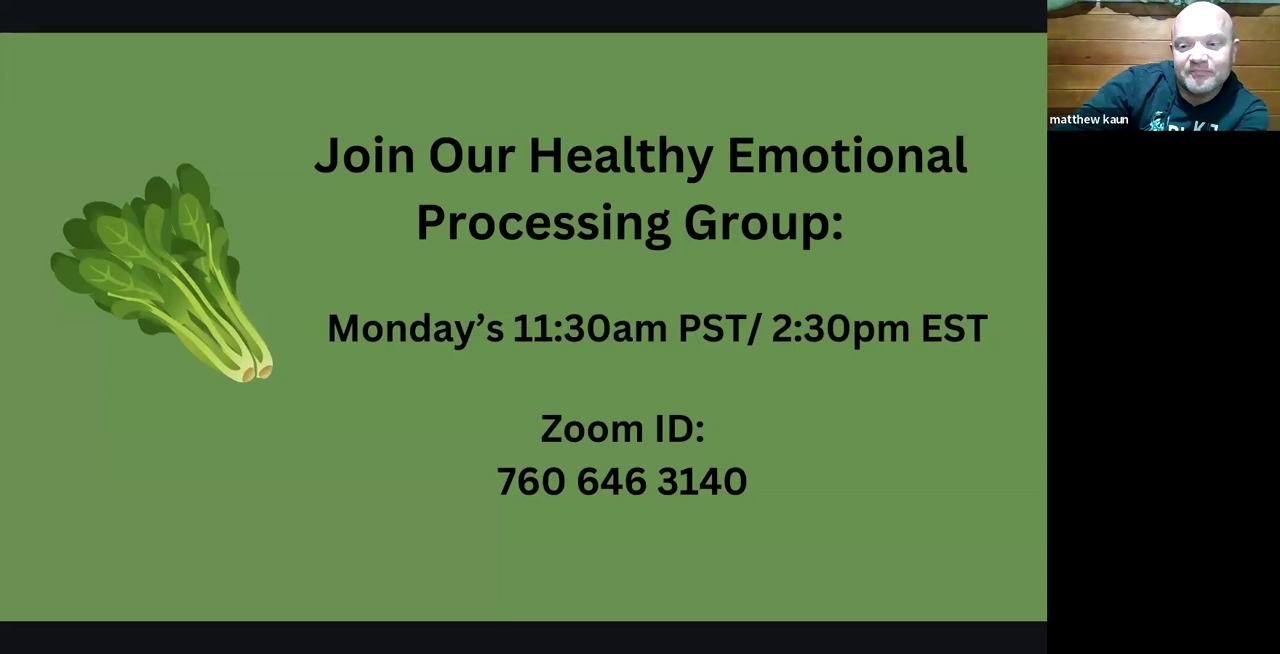 Join Our Healthy Emotional
Processing Group:
Monday’s 11:30am PST/ 2:30pm EST
Zoom ID:
760 646 3140
matthew kaun